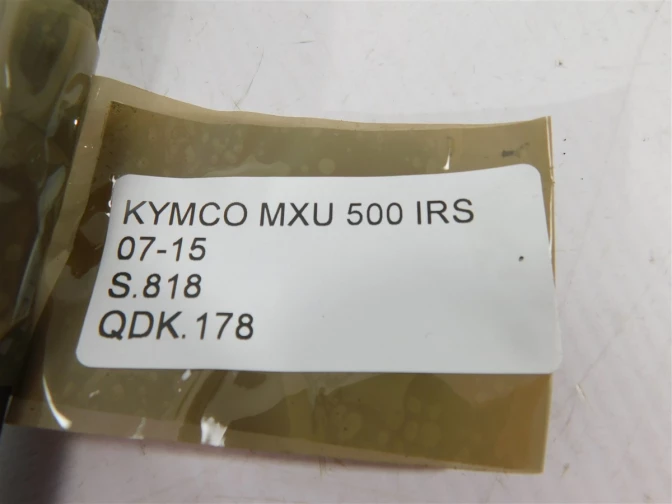 KYMCO MXU 500 IRS
07-15
S.818
QDK.178